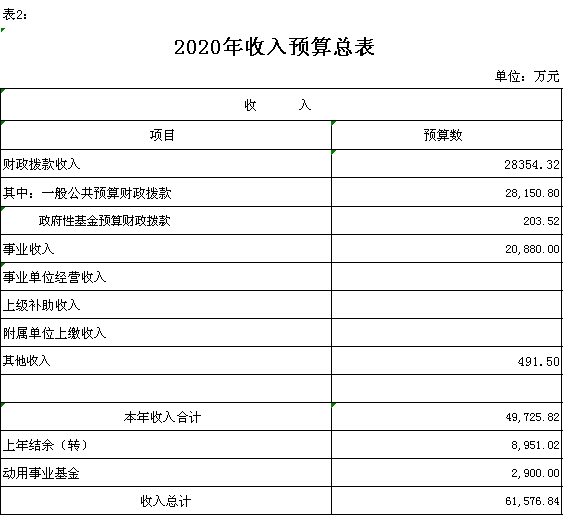 表2:
2020年收入预算总表
单位：万元
收 入
项目 预算数
财政拨款收入 28354.32
其中：一般公共预算财政拨款 28,150.80
政府性基金预算财政拨款 203.52
事业收入 20,880.00
事业单位经营收入
上级补助收入
附属单位上缴收入
其他收入 491.50
本年收入合计 49,725.82
上年结余（转） 8,951.02
动用事业基金 2,900.00
收入总计 61,576.84